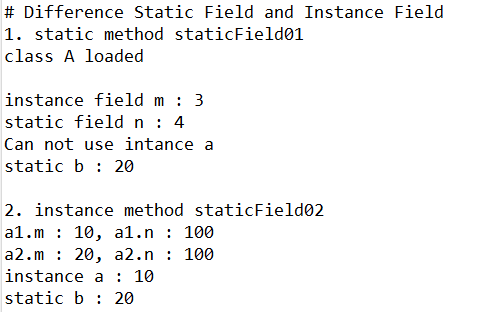 # Difference Static Field and Instance Field
1. static method staticField01
class A loaded
instance field m : 3
static field n : 4
Can not use intance a
static b : 20
2. instance method staticField02
a1.m : 10, a1.n : 100
a2.m : 20, a2.n : 100
instance a : 10
static b : 20